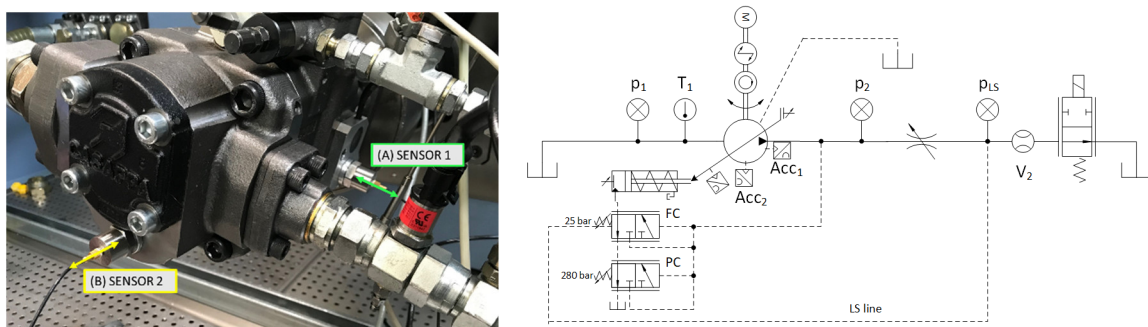 (A) SENSOR 1
(B) SENSOR 2
CE
M
p1
T1
p2
pLS
Acc1
Acc2
V2
25 bar
FC
280 bar
PC
LS line